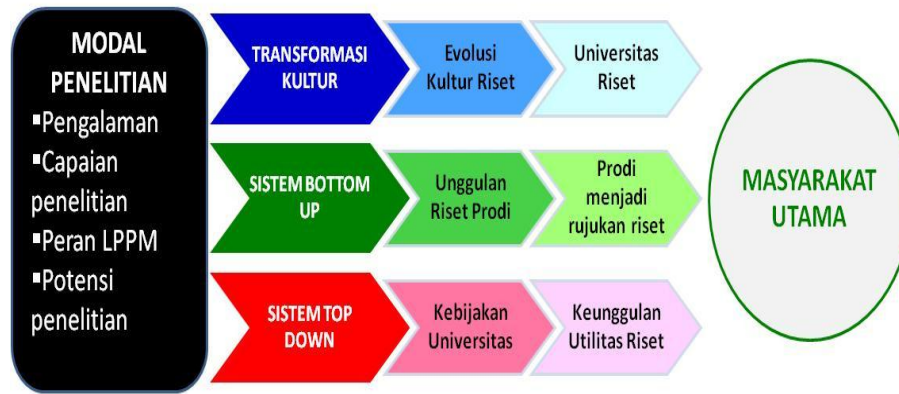 MODAL
PENELITIAN
▪Pengalaman
▪Capaian
penelitian
▪Peran LPPM
▪Potensi
penelitian
TRANSFORMASI
KULTUR
Evolusi
Kultur Riset
Universitas
Riset
SISTEM BOTTOM
UP
Unggulan
Riset Prodi
Prodi
menjadi
rujukan riset
SISTEM TOP
DOWN
Kebijakan
Universitas
Keunggulan
Utilitas Riset
MASYARAKAT
UTAMA